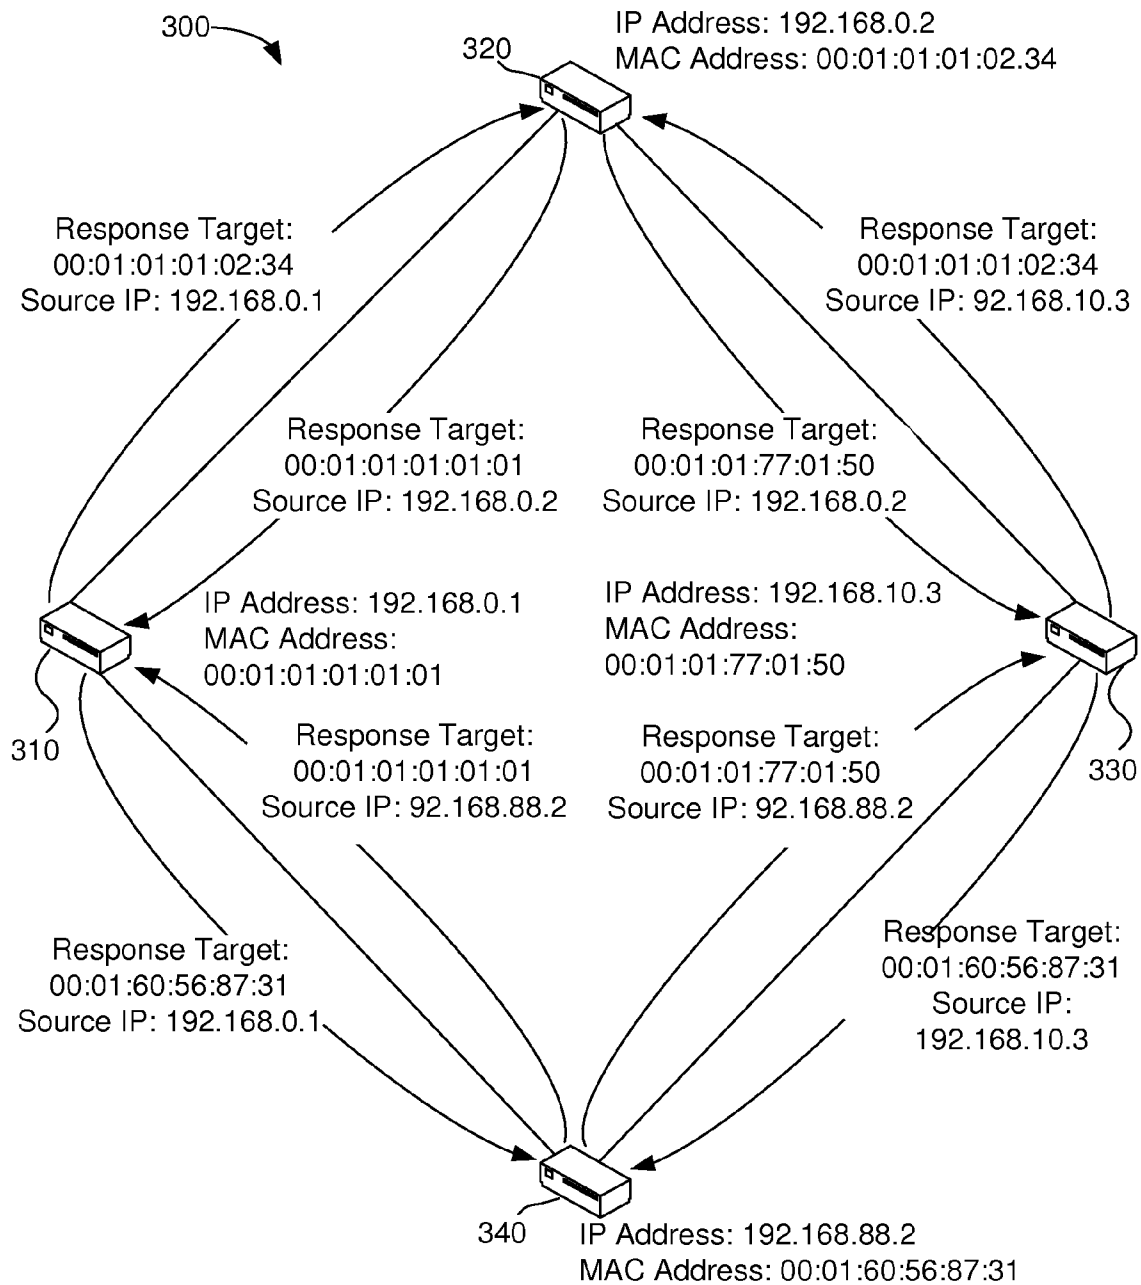 300
320
IP Address: 192.168.0.2
MAC Address: 00:01:01:01:02.34
Response Target:
00:01:01:01:02:34
Source IP: 192.168.0.1
Response Target:
00:01:01:01:02:34
Source IP: 92.168.10.3
Response Target:
00:01:01:01:01:01
Source IP: 192.168.0.2
Response Target:
00:01:01:77:01:50
Source IP: 192.168.0.2
IP Address: 192.168.0.1
MAC Address:
00:01:01:01:01:01
IP Address: 192.168.10.3
MAC Address:
00:01:01:77:01:50
310
330
Response Target:
00:01:01:01:01:01
Source IP: 92.168.88.2
Response Target:
00:01:01:77:01:50
Source IP: 92.168.88.2
Response Target:
00:01:60:56:87:31
Source IP: 192.168.0.1
Response Target:
00:01:60:56:87:31
Source IP:
192.168.10.3
340
IP Address: 192.168.88.2
MAC Address: 00:01:60:56:87:31